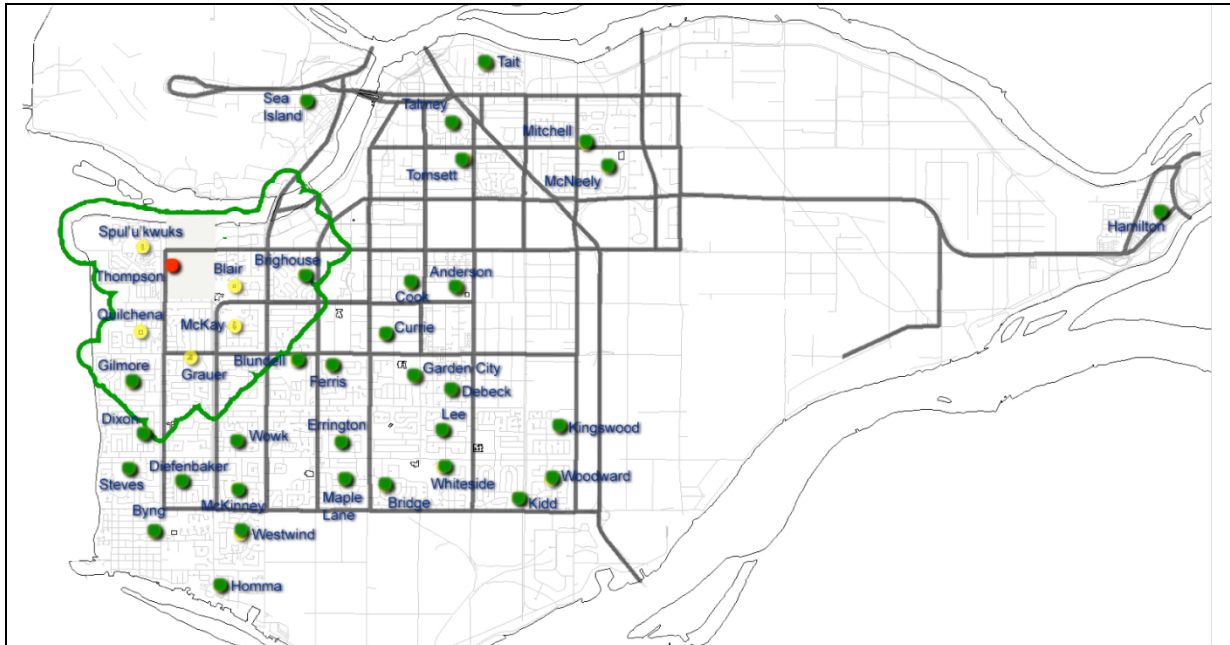 Tait
Sea
Island
Talmey
Mitchell
Tomsett
McNeely
Hamilton
Spul'u'kwuks
Thompson
Blair
Brighouse
Anderson
Cook
Quilchena
McKay
Currie
Gilmore
Grauer
Blundell
Ferris
Garden City
Debeck
Dixon
Wowk
Errington
Lee
Kingswood
Steves
Diefenbaker
McKinney
Maple
Lane
Bridge
Whiteside
Woodward
Kidd
Byng
Westwind
Homma